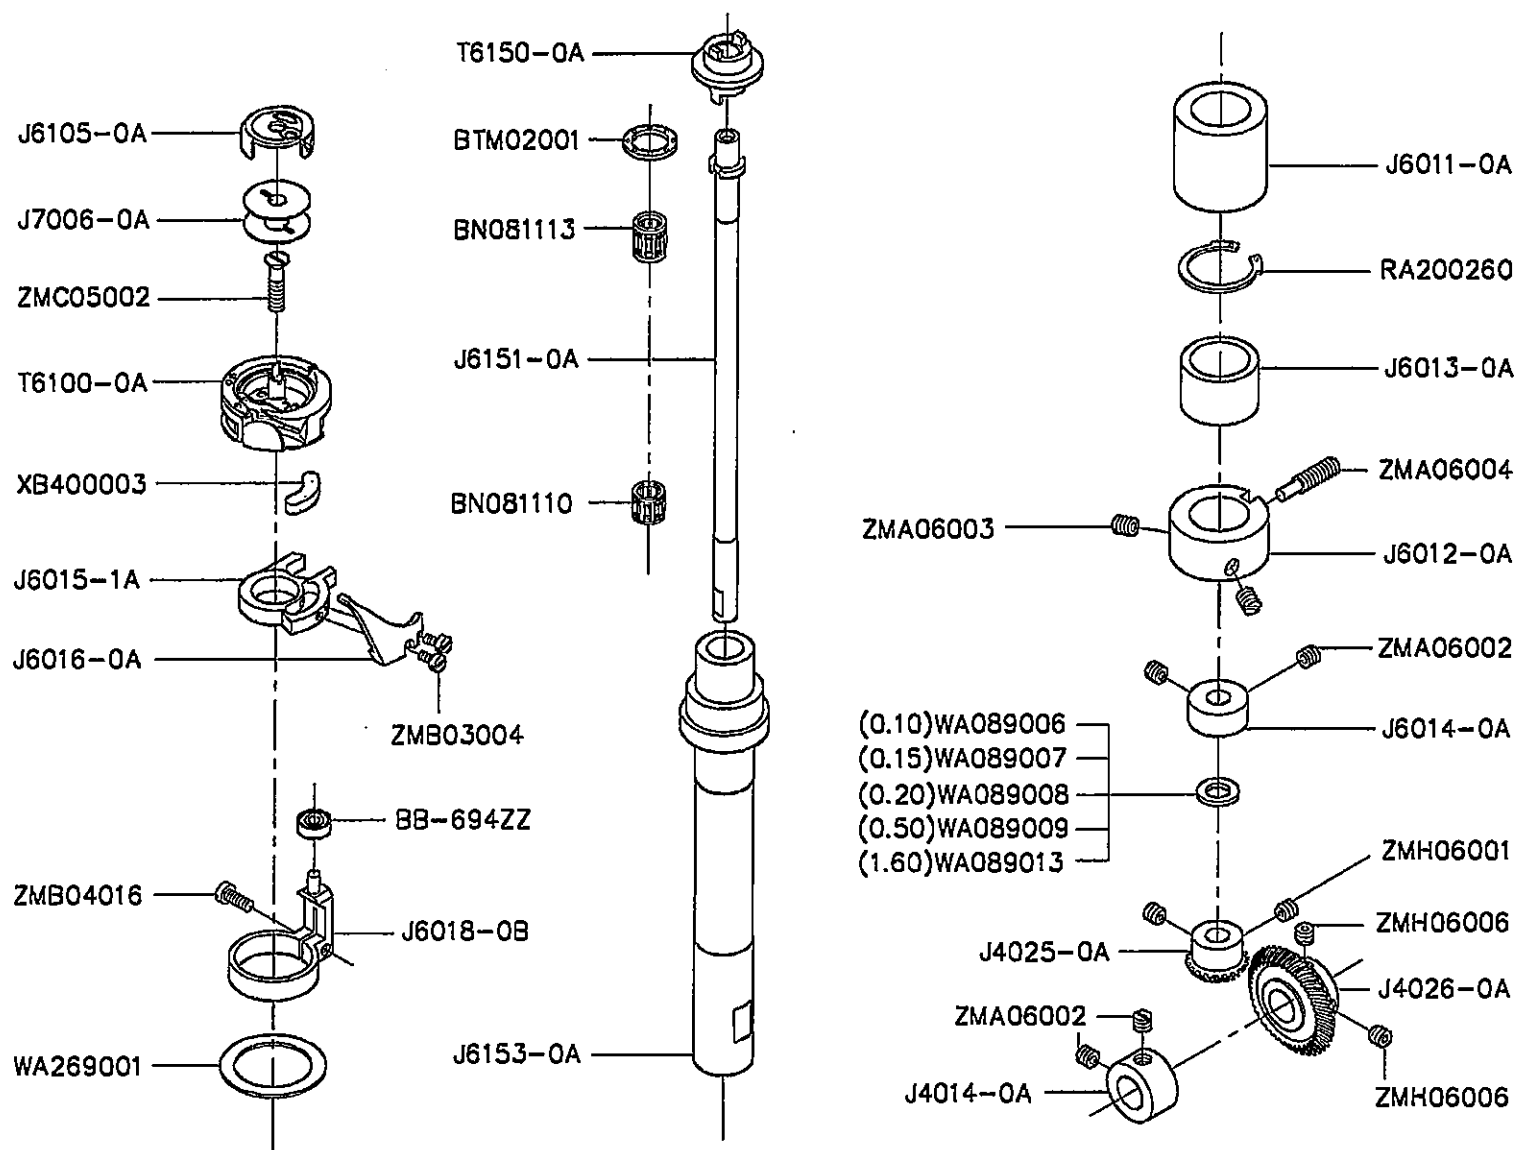 J6105-0A
J7006-0A
ZMC05002
T6100-0A
XB400003
J6015-1A
J6016-0A
ZMB03004
BB-694ZZ
ZMB04016
J6018-0B
WA269001
T6150-0A
BTM02001
BN081113
J6151-0A
BN081110
J6153-0A
J6011-0A
RA200260
J6013-0A
ZMA06004
ZMA06003
J6012-0A
ZMA06002
J6014-0A
(0.10)WA089006
(0.15)WA089007
(0.20)WA089008
(0.50)WA089009
(1.60)WA089013
ZMH06001
ZMH06006
J4025-0A
J4026-0A
ZMA06002
J4014-0A
ZMH06006